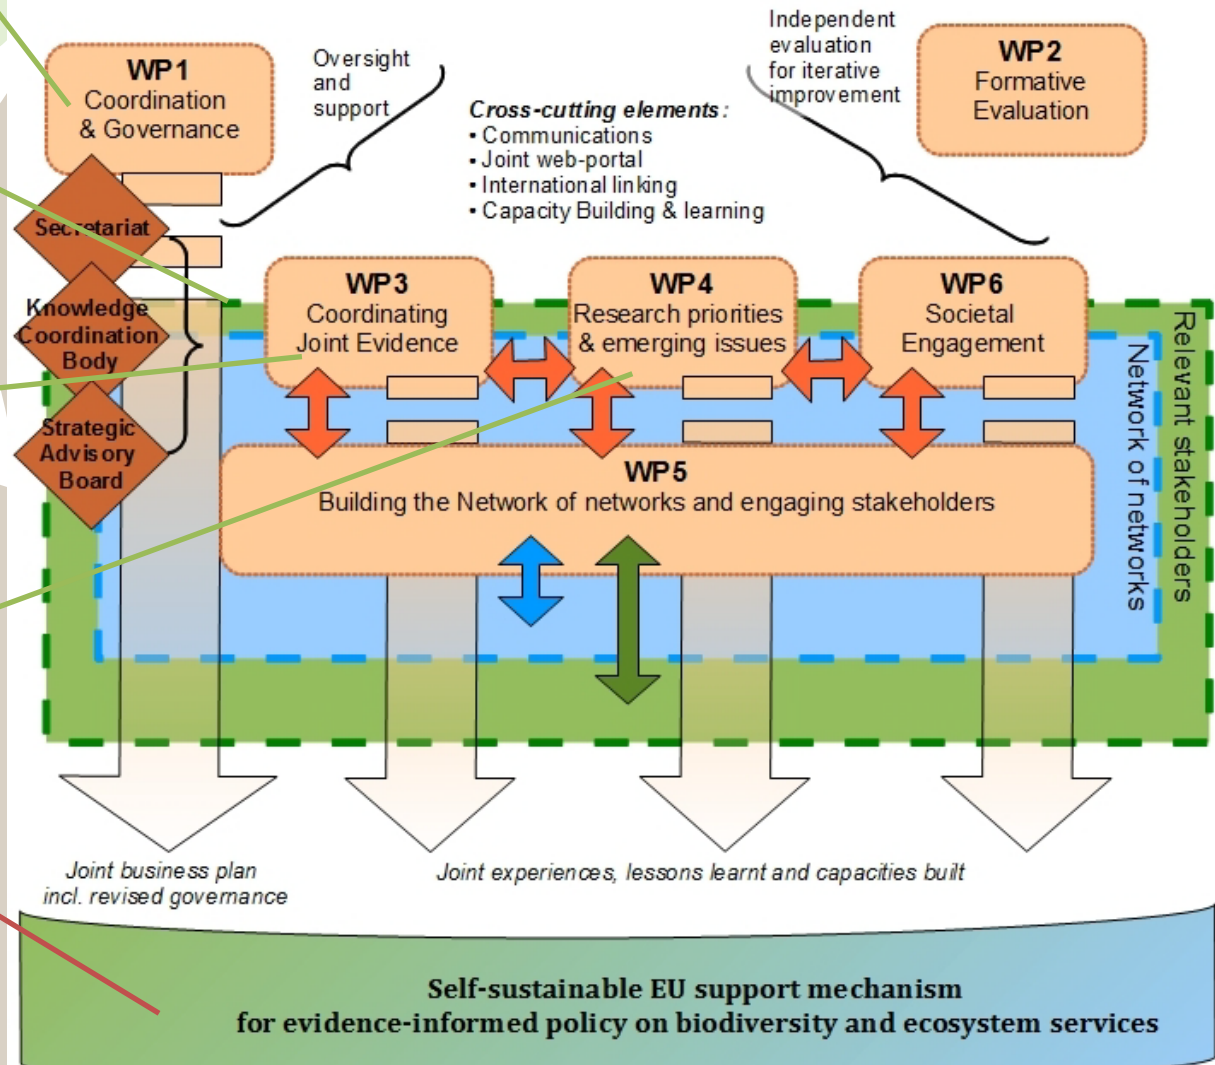 WP1
Coordination
& Governance
Oversight
and
support
Cross-cutting elements:
• Communications
• Joint web-portal
• International linking
• Capacity Building & learning
Independent
evaluation
for iterative
improvement
WP2
Formative
Evaluation
Secretariat
Knowledge
Coordination
Body
Strategic
Advisory
Board
WP3
Coordinating
Joint Evidence
WP4
Research priorities
& emerging issues
WP6
Societal
Engagement
WP5
Building the Network of networks and engaging stakeholders
Network of networks
Relevant stakeholders
Joint business plan
incl. revised governance
Joint experiences, lessons learnt and capacities built
Self-sustainable EU support mechanism
for evidence-informed policy on biodiversity and ecosystem services